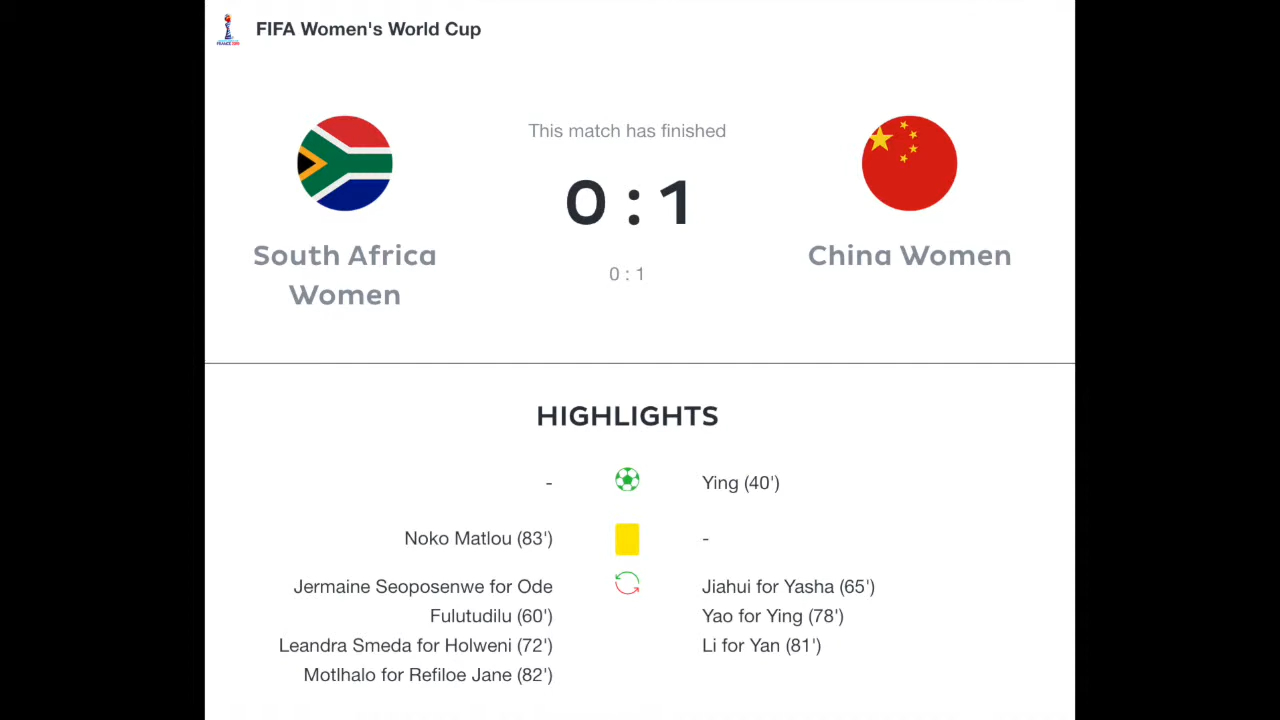 FIFA Women's World Cup
This match has finished
0 : 1
South Africa
Women
China Women
0 : 1
HIGHLIGHTS
- Ying (40')
Noko Matlou (83') -
Jermaine Seoposenwe for Ode Jiahui for Yasha (65')
Fulutudilu (60') Yao for Ying (78')
Leandra Smeda for Holweni (72') Li for Yan (81')
Motlhalo for Refiloe Jane (82')